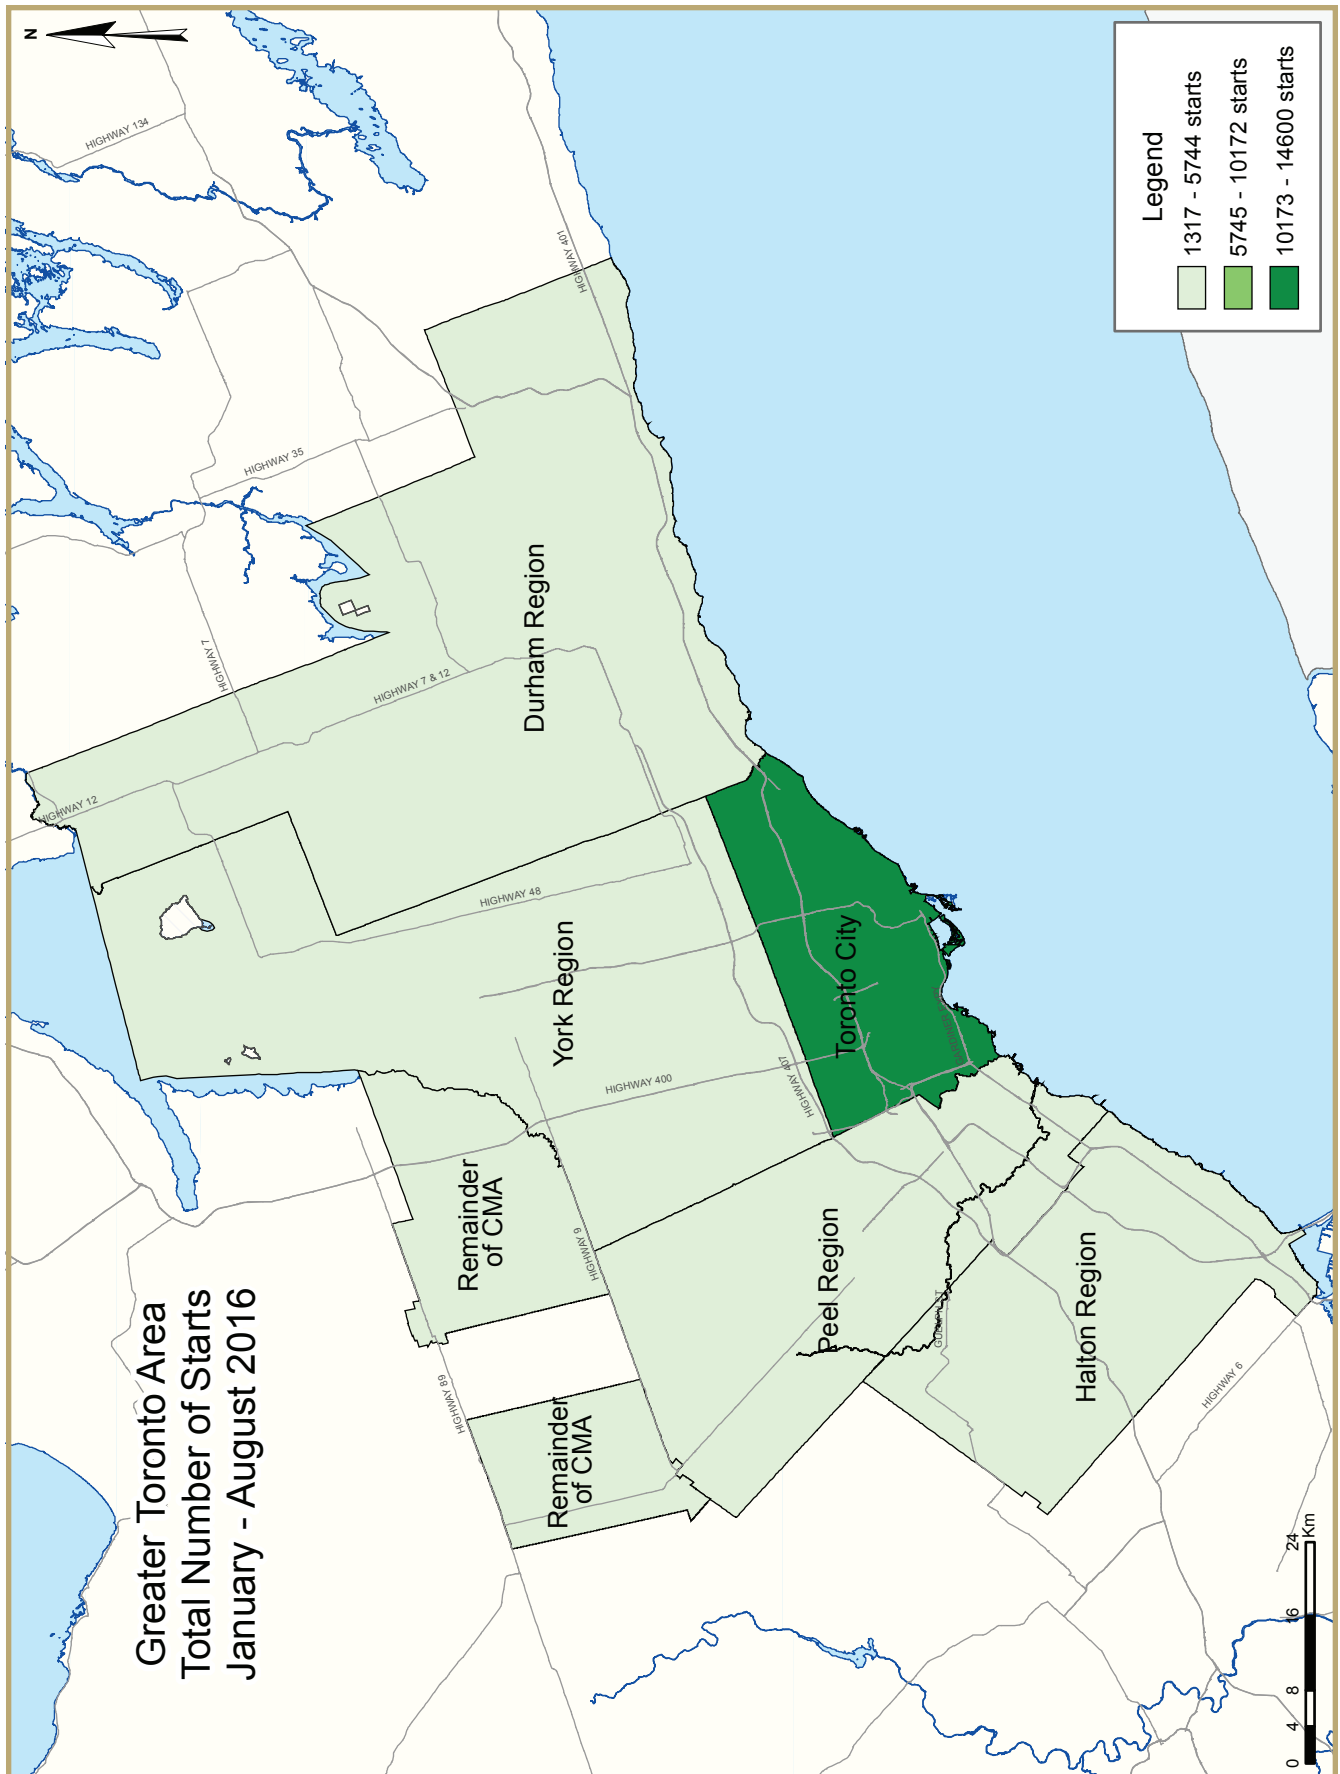 Greater Toronto Area
Total Number of Starts
January - August 2016
N
HIGHWAY 134
HIGHWAY 401
HIGHWAY 35
HIGHWAY 7
HIGHWAY 7 & 12
HIGHWAY 12
Durham Region
HIGHWAY 48
York Region
Toronto City
HIGHWAY 400
HIGHWAY 407
Remainder
of CMA
HIGHWAY 9
HIGHWAY 89
Remainder
of CMA
Peel Region
Halton Region
HIGHWAY 6
Legend
1317 - 5744 starts
5745 - 10172 starts
10173 - 14600 starts
0 4 8 16 24
Km